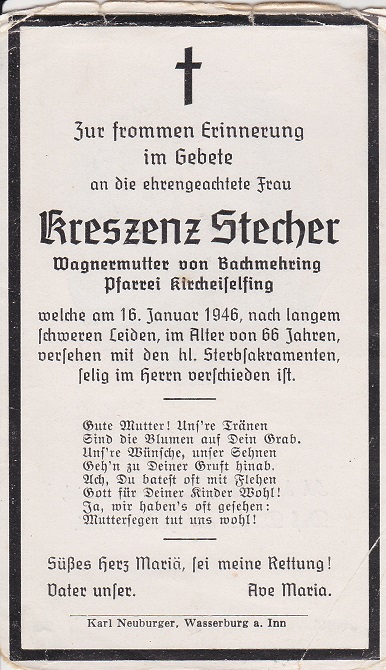 Zur frommen Erinnerung
im Gebete
an die ehrengeachtete Frau
Kreszenz Stecher
Wagnermutter von Bachmehring
Pfarrei Kircheiselfing
welche am 16. Januar 1946, nach langem
schweren Leiden, im Alter von 66 Jahren,
versehen mit den hl. Sterbsakramenten,
selig im Herrn verschieden ist.
Gute Mutter! Uns're Tränen
Sind die Blumen auf Dein Grab.
Uns're Wünsche, unser Sehnen
Geh'n zu Deiner Gruft hinab.
Ach, Du batest oft mit Flehen
Gott für Deiner Kinder Wohl!
Ja, wir haben's oft gesehen:
Muttersegen tut uns wohl!
Süßes Herz Mariä, sei meine Rettung!
Vater unser. Ave Maria.
Karl Neuburger, Wasserburg a. Inn